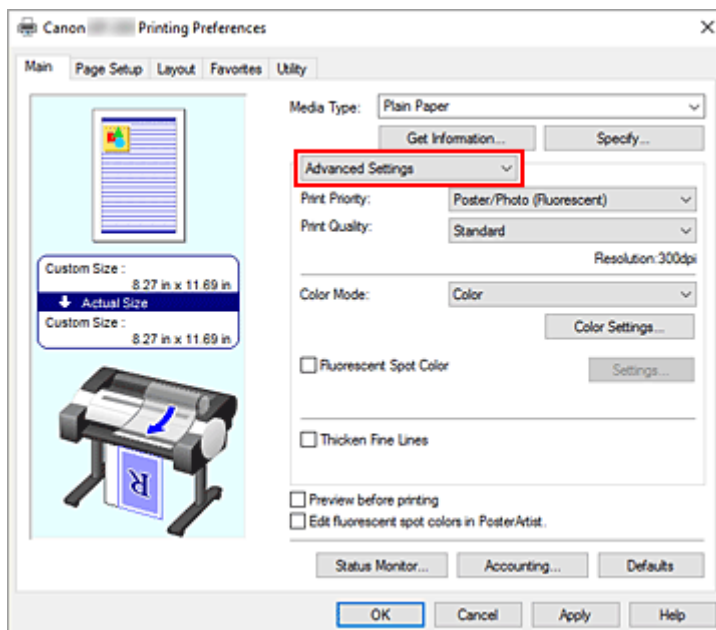 Canon Printing Preferences
Main Page Setup Layout Favorites Utility
Media Type: Plain Paper
Get Information... Specify...
Advanced Settings
Print Priority: Poster/Photo (Fluorescent)
Print Quality: Standard
Resolution:300dpi
Custom Size :
8.27 in x 11.69 in
Actual Size
Custom Size :
8.27 in x 11.69 in
Color Mode: Color
Color Settings...
Fluorescent Spot Color Settings...
Thicken Fine Lines
R
Preview before printing
Edit fluorescent spot colors in PosterArtist.
Status Monitor... Accounting... Defaults
OK Cancel Apply Help